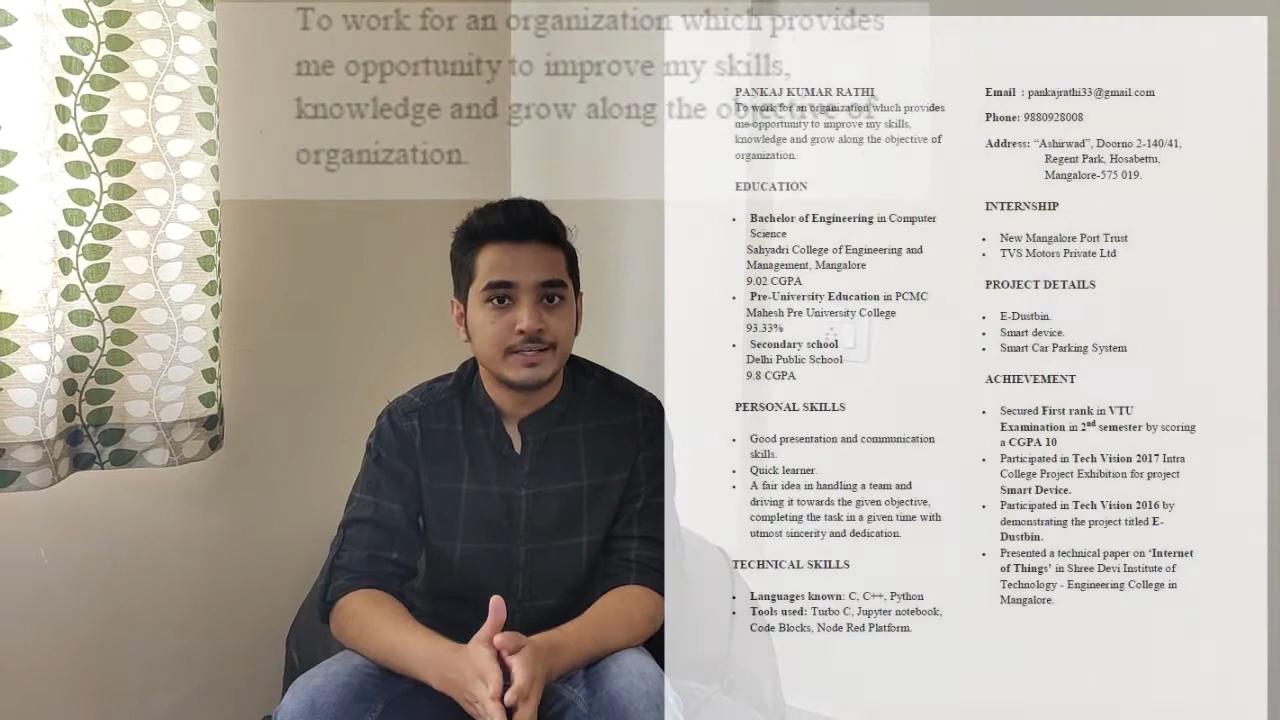 To work for an organization which provides
me opportunity to improve my skills,
knowledge and grow along the objective of
organization.
PANKAJ KUMAR RATHI
To work for an organization which provides
me opportunity to improve my skills,
knowledge and grow along the objective of
organization.
EDUCATION
• Bachelor of Engineering in Computer
Science
Sahyadri College of Engineering and
Management, Mangalore
9.02 CGPA
• Pre-University Education in PCMC
Mahesh Pre University College
93.33%
• Secondary school
Delhi Public School
9.8 CGPA
PERSONAL SKILLS
• Good presentation and communication
skills.
• Quick learner.
• A fair idea in handling a team and
driving it towards the given objective,
completing the task in a given time with
utmost sincerity and dedication.
TECHNICAL SKILLS
• Languages known: C, C++, Python
• Tools used: Turbo C, Jupyter notebook,
Code Blocks, Node Red Platform.
Email : pankajrathi33@gmail.com
Phone: 9880928008
Address: “Ashirwad”, Doorno 2-140/41,
Regent Park, Hosabettu,
Mangalore-575 019.
INTERNSHIP
• New Mangalore Port Trust
• TVS Motors Private Ltd
PROJECT DETAILS
• E-Dustbin.
• Smart device.
• Smart Car Parking System
ACHIEVEMENT
• Secured First rank in VTU
Examination in 2nd semester by scoring
a CGPA 10
• Participated in Tech Vision 2017 Intra
College Project Exhibition for project
Smart Device.
• Participated in Tech Vision 2016 by
demonstrating the project titled E-
Dustbin.
• Presented a technical paper on ‘Internet
of Things’ in Shree Devi Institute of
Technology - Engineering College in
Mangalore.